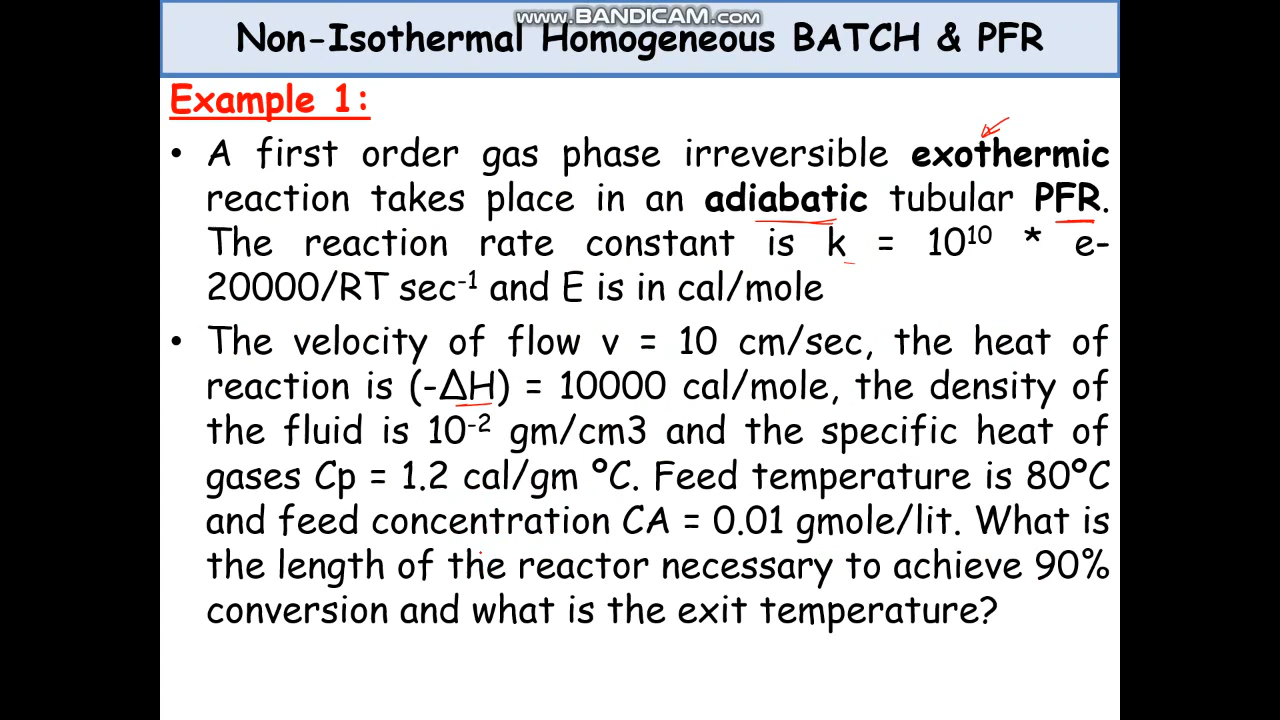 www.BANDICAM.com
Non-Isothermal Homogeneous BATCH & PFR
Example 1:
• A first order gas phase irreversible exothermic
reaction takes place in an adiabatic tubular PFR.
The reaction rate constant is k = 10¹⁰ * e-
20000/RT sec⁻¹ and E is in cal/mole
• The velocity of flow v = 10 cm/sec, the heat of
reaction is (-ΔH) = 10000 cal/mole, the density of
the fluid is 10⁻² gm/cm3 and the specific heat of
gases Cp = 1.2 cal/gm ºC. Feed temperature is 80ºC
and feed concentration CA = 0.01 gmole/lit. What is
the length of the reactor necessary to achieve 90%
conversion and what is the exit temperature?